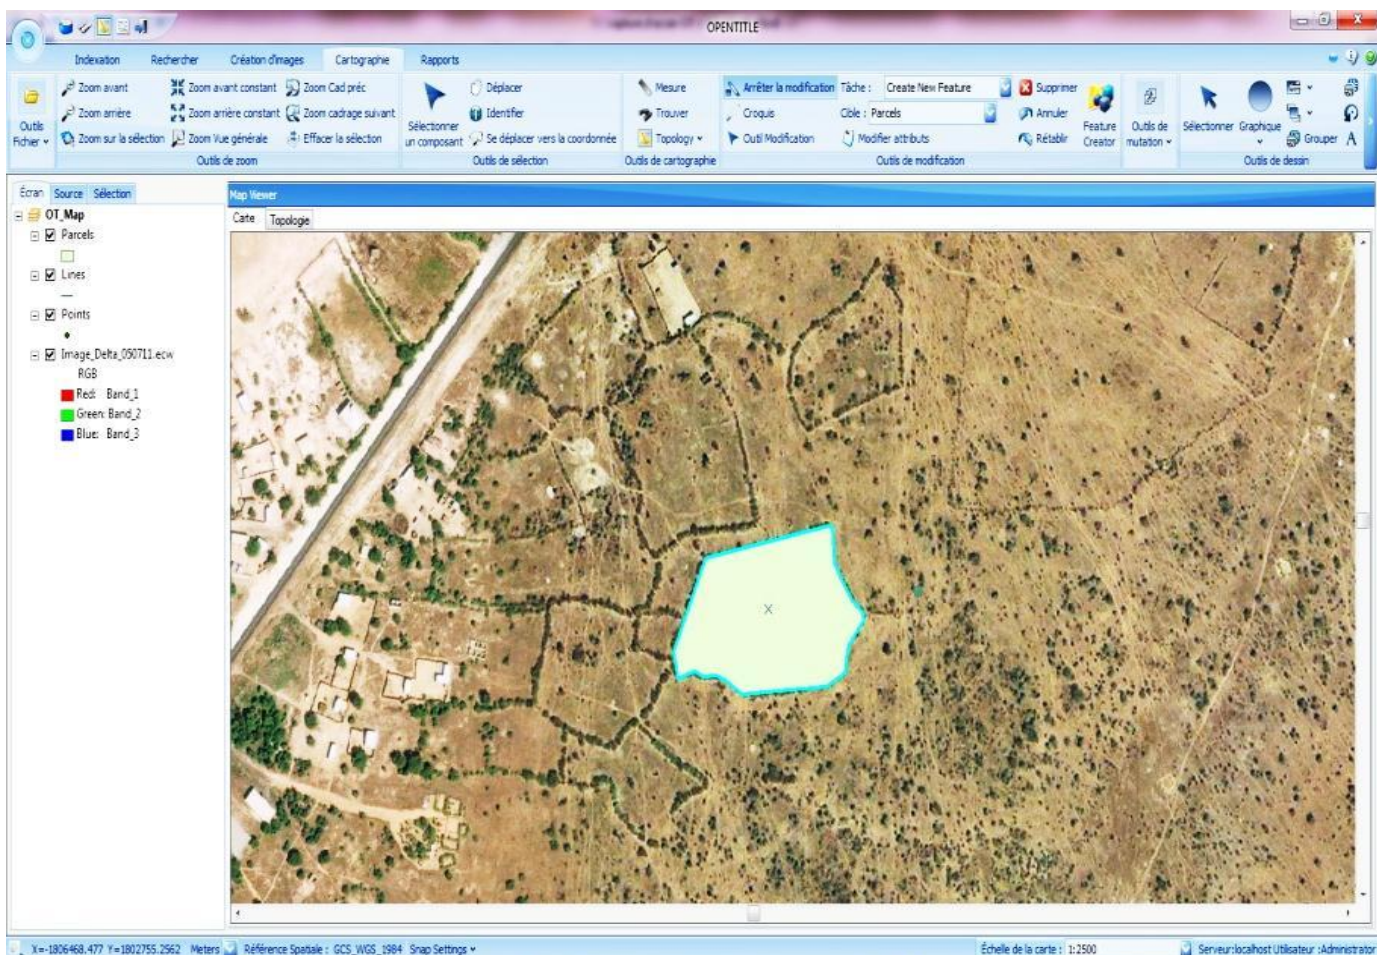 OPENTITLE
Indexation Rechercher Création d'images Cartographie Rapports
Zoom avant Zoom avant constant Zoom Cad préc Déplacer Mesure Arrêter la modification Tâche : Create New Feature Supprimer
Zoom arrière Zoom arrière constant Zoom cadrage suivant Identifier Trouver Croquis Cible : Parcels Annuler
Outils Fichier Sélectionner un composant Feature Creator Outils de mutation Sélectionner Graphique Grouper A
Zoom sur la sélection Zoom Vue générale Effacer la sélection Se déplacer vers la coordonnée Topology Outil Modification Modifier attributs Rétablir
Outils de zoom Outils de sélection Outils de cartographie Outils de modification Outils de dessin
Écran Source Sélection Map Viewer
OT_Map Carte Topologie
Parcels
Lines
Points
Image_Delta_050711.ecw
RGB
Red: Band_1
Green: Band_2
Blue: Band_3
X=-1806468.477 Y=1802755.2562 Meters Référence Spatiale : GCS_WGS_1984 Snap Settings Échelle de la carte : 1:2500 Serveur:localhost Utilisateur :Administrator